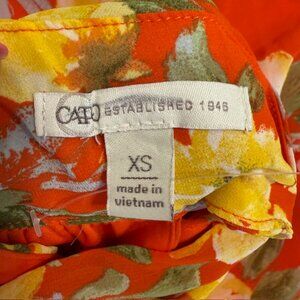 CATO ESTABLISHED 1946
XS
made in
vietnam